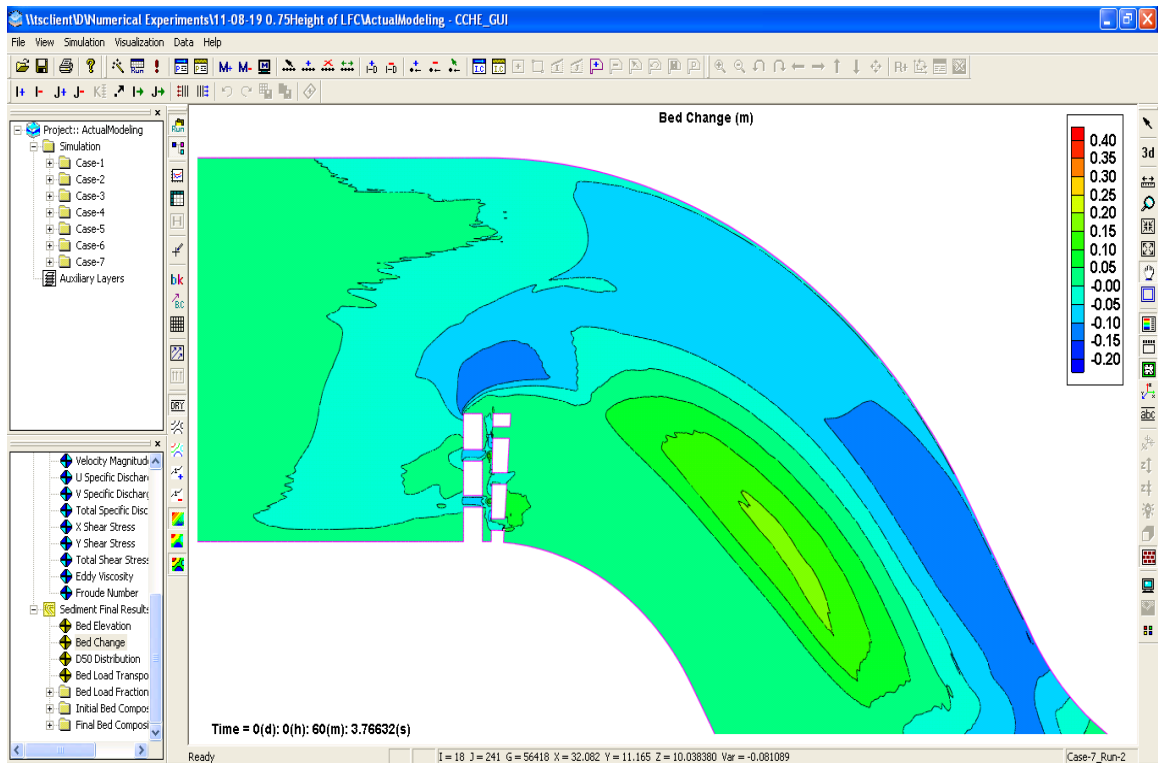 \\tsclient\D\Numerical Experiments\11-08-19 0.75Height of LFC\ActualModeling - CCHE_GUI
File View Simulation Visualization Data Help
Run
M+ M-
I.C I.C
R+
I+ I- J+ J- I+ J+
Project:: ActualModeling
Simulation
Case-1
Case-2
Case-3
Case-4
Case-5
Case-6
Case-7
Auxiliary Layers
Run
H
bk
B.C
DRY
Velocity Magnitud
U Specific Dischar
V Specific Discharg
Total Specific Disc
X Shear Stress
Y Shear Stress
Total Shear Stress
Eddy Viscosity
Froude Number
Sediment Final Results
Bed Elevation
Bed Change
D50 Distribution
Bed Load Transpo
Bed Load Fraction
Initial Bed Compos
Final Bed Composi
Bed Change (m)
0.40
0.35
0.30
0.25
0.20
0.15
0.10
0.05
-0.00
-0.05
-0.10
-0.15
-0.20
Time = 0(d): 0(h): 60(m): 3.76632(s)
3d
abc
Ready
I = 18 J = 241 G = 56418 X = 32.082 Y = 11.165 Z = 10.038380 Var = -0.081089
Case-7_Run-2